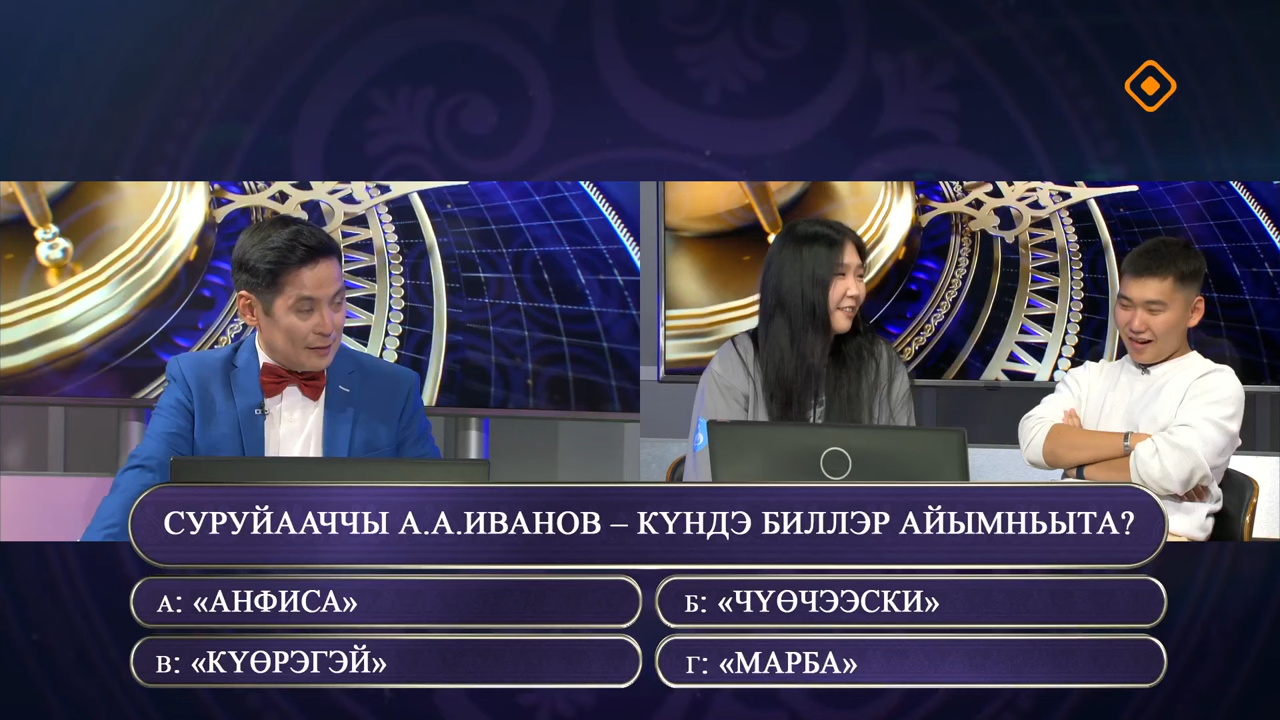 СУРУЙААЧЧЫ А.А.ИВАНОВ – КҮНДЭ БИЛЛЭР АЙЫМНЬЫТА?
А: «АНФИСА»
Б: «ЧҮӨЧЭЭСКИ»
В: «КҮӨРЭГЭЙ»
Г: «МАРБА»